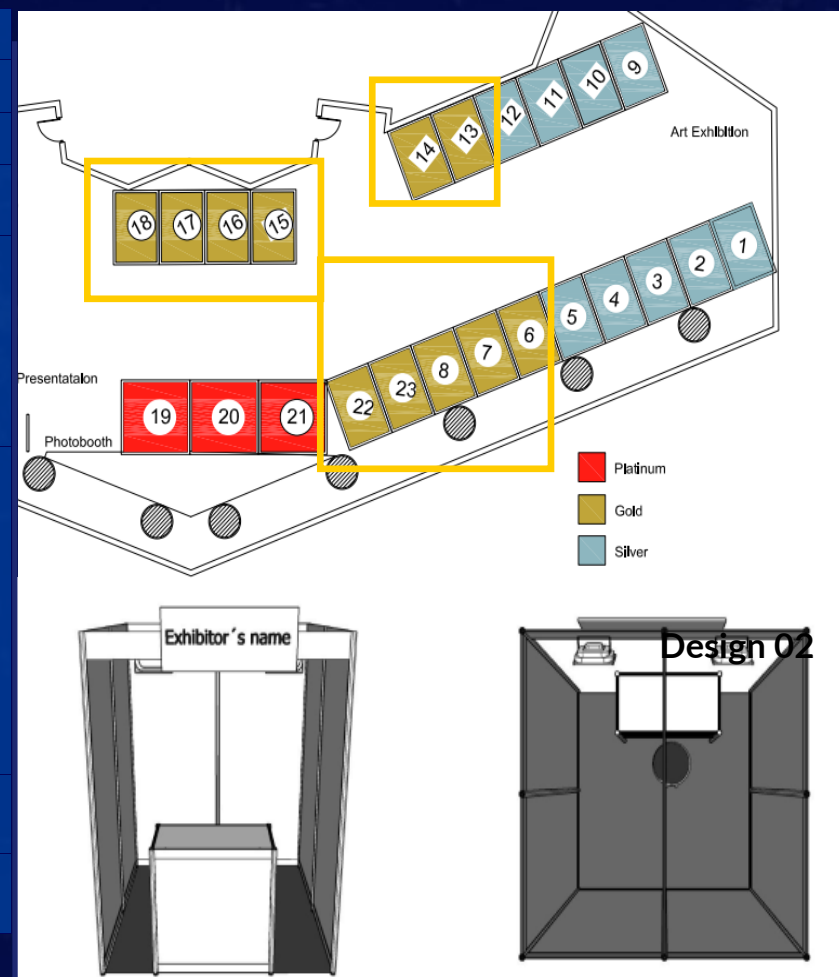 9
10
11
12
13
14
Art Exhibition
18
17
16
15
1
2
3
4
5
6
7
8
23
22
Presentataion
19
20
21
Photobooth
Platinum
Gold
Silver
Exhibitor´s name
Design 02